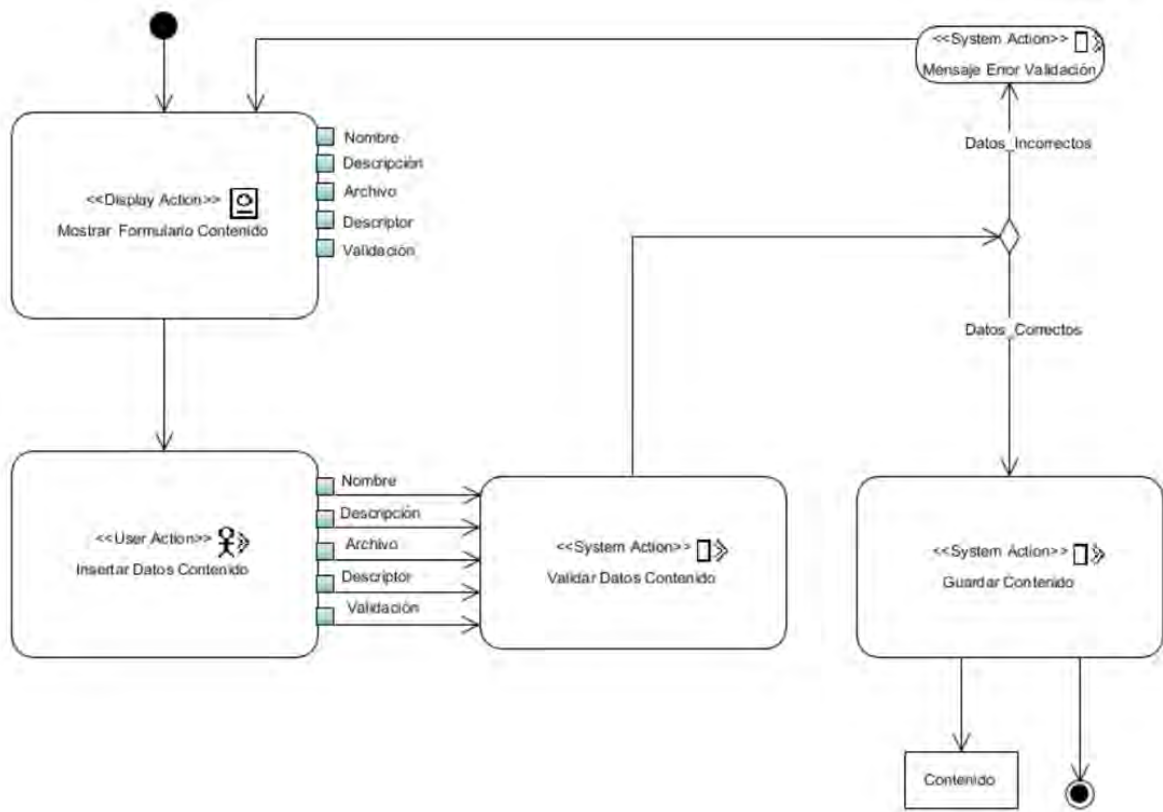 <<System Action>>
Mensaje Error Validación
Datos_Incorrectos
Nombre
Descripción
Archivo
Descriptor
Validación
<<Display Action>>
Mostrar Formulario Contenido
Datos_Correctos
Nombre
Descripción
Archivo
Descriptor
Validación
<<User Action>>
Insertar Datos Contenido
<<System Action>>
Validar Datos Contenido
<<System Action>>
Guardar Contenido
Contenido